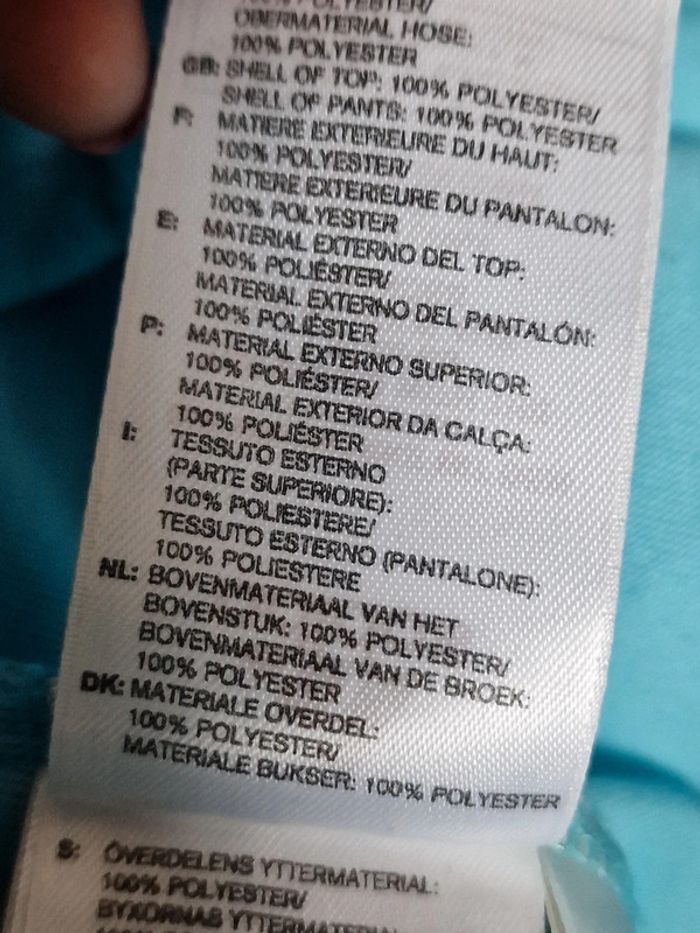 100% POLYESTER/
OBERMATERIAL HOSE:
100% POLYESTER
GB: SHELL OF TOP: 100% POLYESTER/
SHELL OF PANTS: 100% POLYESTER
F: MATIERE EXTERIEURE DU HAUT:
100% POLYESTER/
MATIERE EXTERIEURE DU PANTALON:
100% POLYESTER
E: MATERIAL EXTERNO DEL TOP:
100% POLIÉSTER/
MATERIAL EXTERNO DEL PANTALÓN:
100% POLIÉSTER
P: MATERIAL EXTERNO SUPERIOR:
100% POLIÉSTER/
MATERIAL EXTERIOR DA CALÇA:
100% POLIÉSTER
I: TESSUTO ESTERNO
(PARTE SUPERIORE):
100% POLIESTERE/
TESSUTO ESTERNO (PANTALONE):
100% POLIESTERE
NL: BOVENMATERIAAL VAN HET
BOVENSTUK: 100% POLYESTER/
BOVENMATERIAAL VAN DE BROEK:
100% POLYESTER
DK: MATERIALE OVERDEL:
100% POLYESTER/
MATERIALE BUKSER: 100% POLYESTER
S: ÖVERDELENS YTTERMATERIAL:
100% POLYESTER/
BYXORNAS YTTERMATERIAL